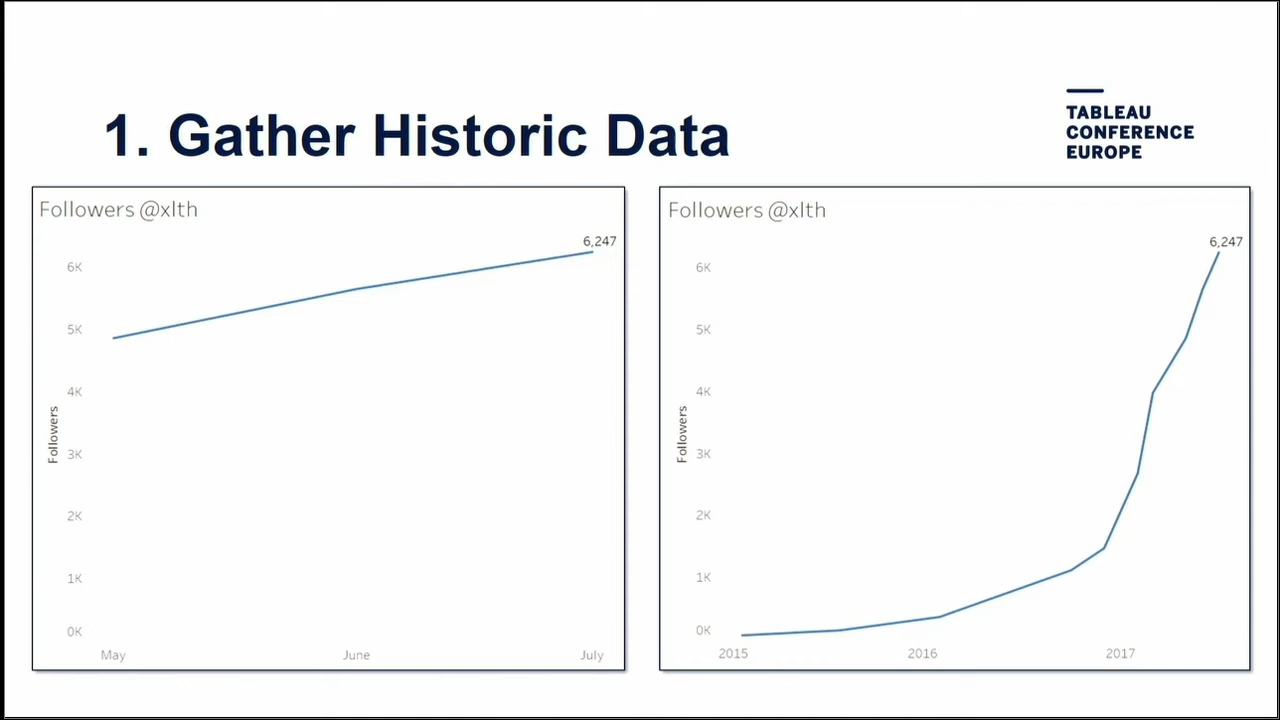 1. Gather Historic Data
TABLEAU
CONFERENCE
EUROPE
Followers @xlth
6,247
6K
5K
4K
3K
2K
1K
0K
Followers
May June July
Followers @xlth
6,247
6K
5K
4K
3K
2K
1K
0K
Followers
2015 2016 2017